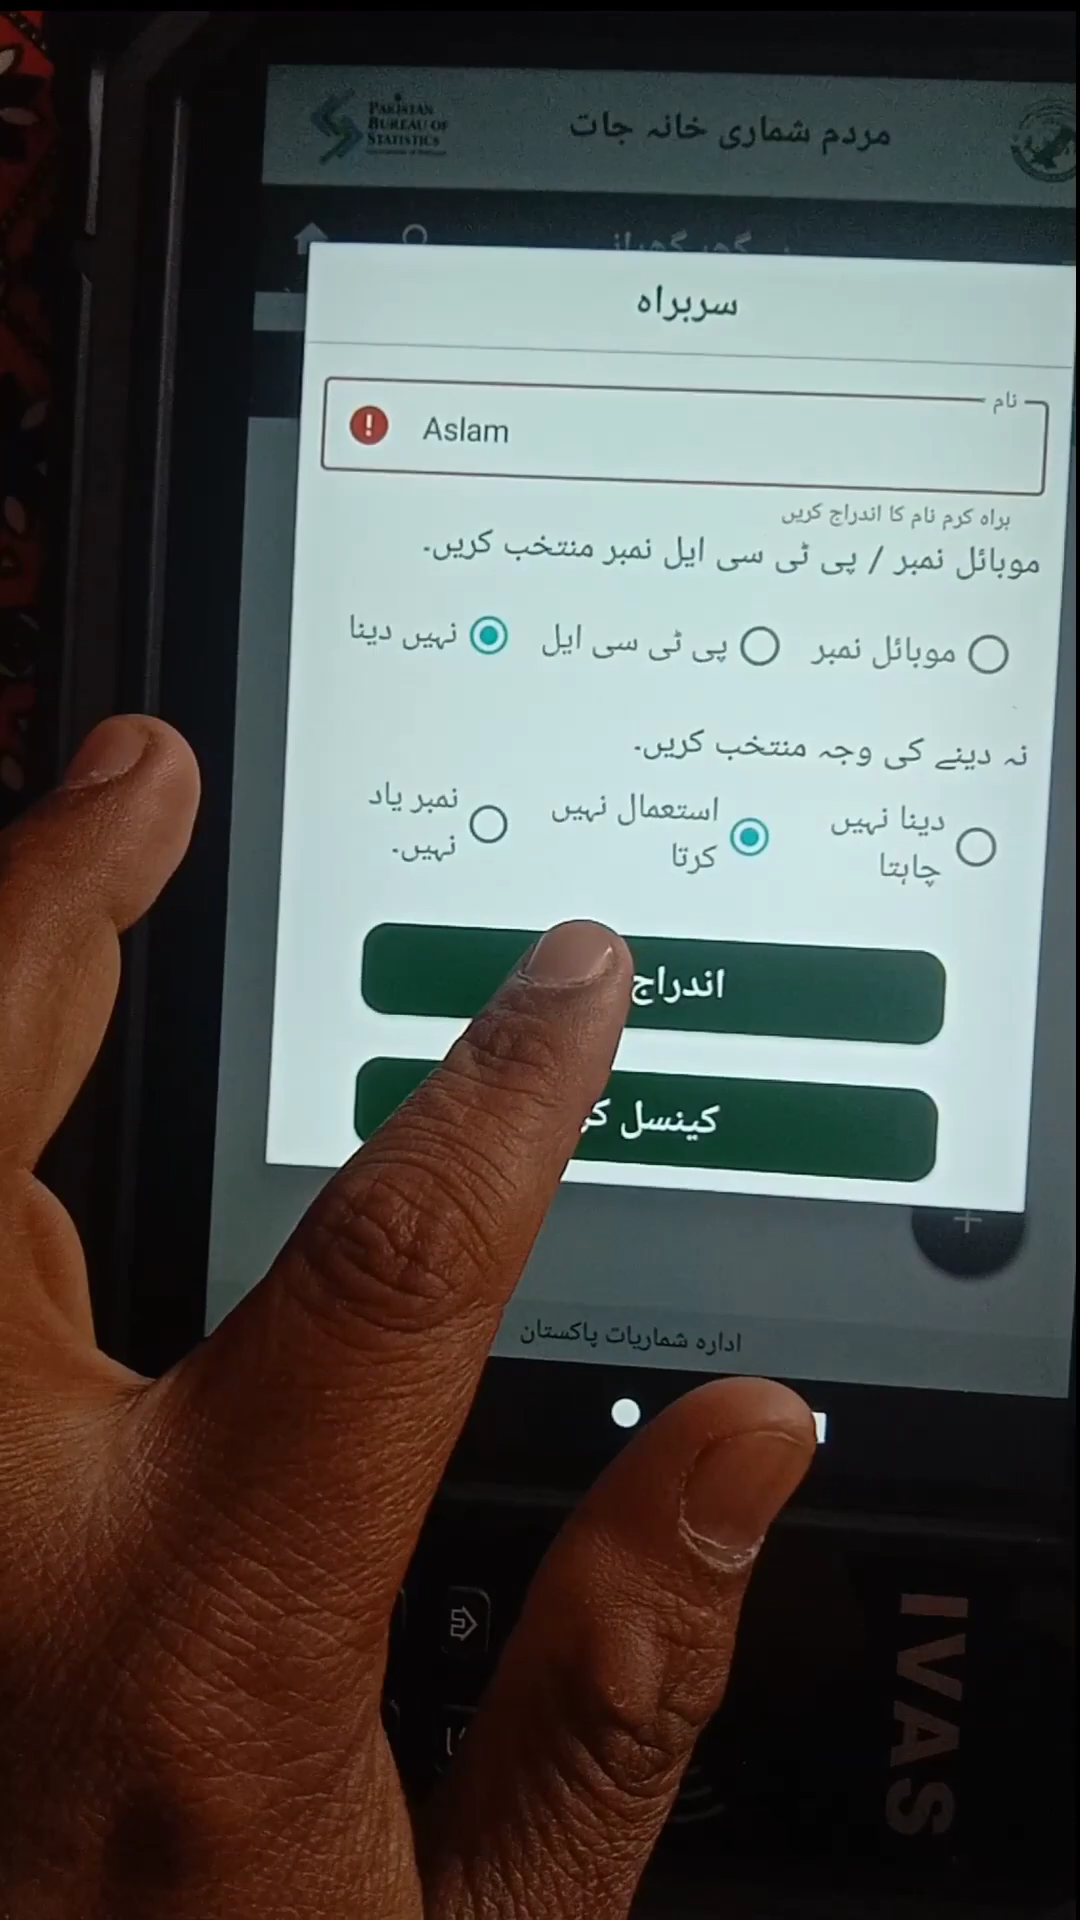 PAKISTAN
BUREAU OF
STATISTICS
مردم شماری خانہ جات
سربراہ
نام
Aslam
براہ کرم نام کا اندراج کریں
موبائل نمبر / پی ٹی سی ایل نمبر منتخب کریں۔
موبائل نمبر پی ٹی سی ایل نہیں دینا
نہ دینے کی وجہ منتخب کریں۔
دینا نہیں چاہتا
استعمال نہیں کرتا
نمبر یاد نہیں۔
اندراج
کینسل
ادارہ شماریات پاکستان
IVAS